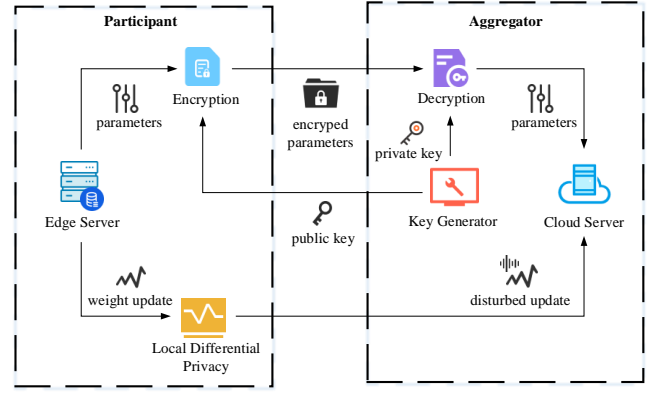 Participant
Aggregator
Encryption
Decryption
parameters
encryped
parameters
parameters
private key
Edge Server
Key Generator
Cloud Server
public key
weight update
disturbed update
Local Differential
Privacy